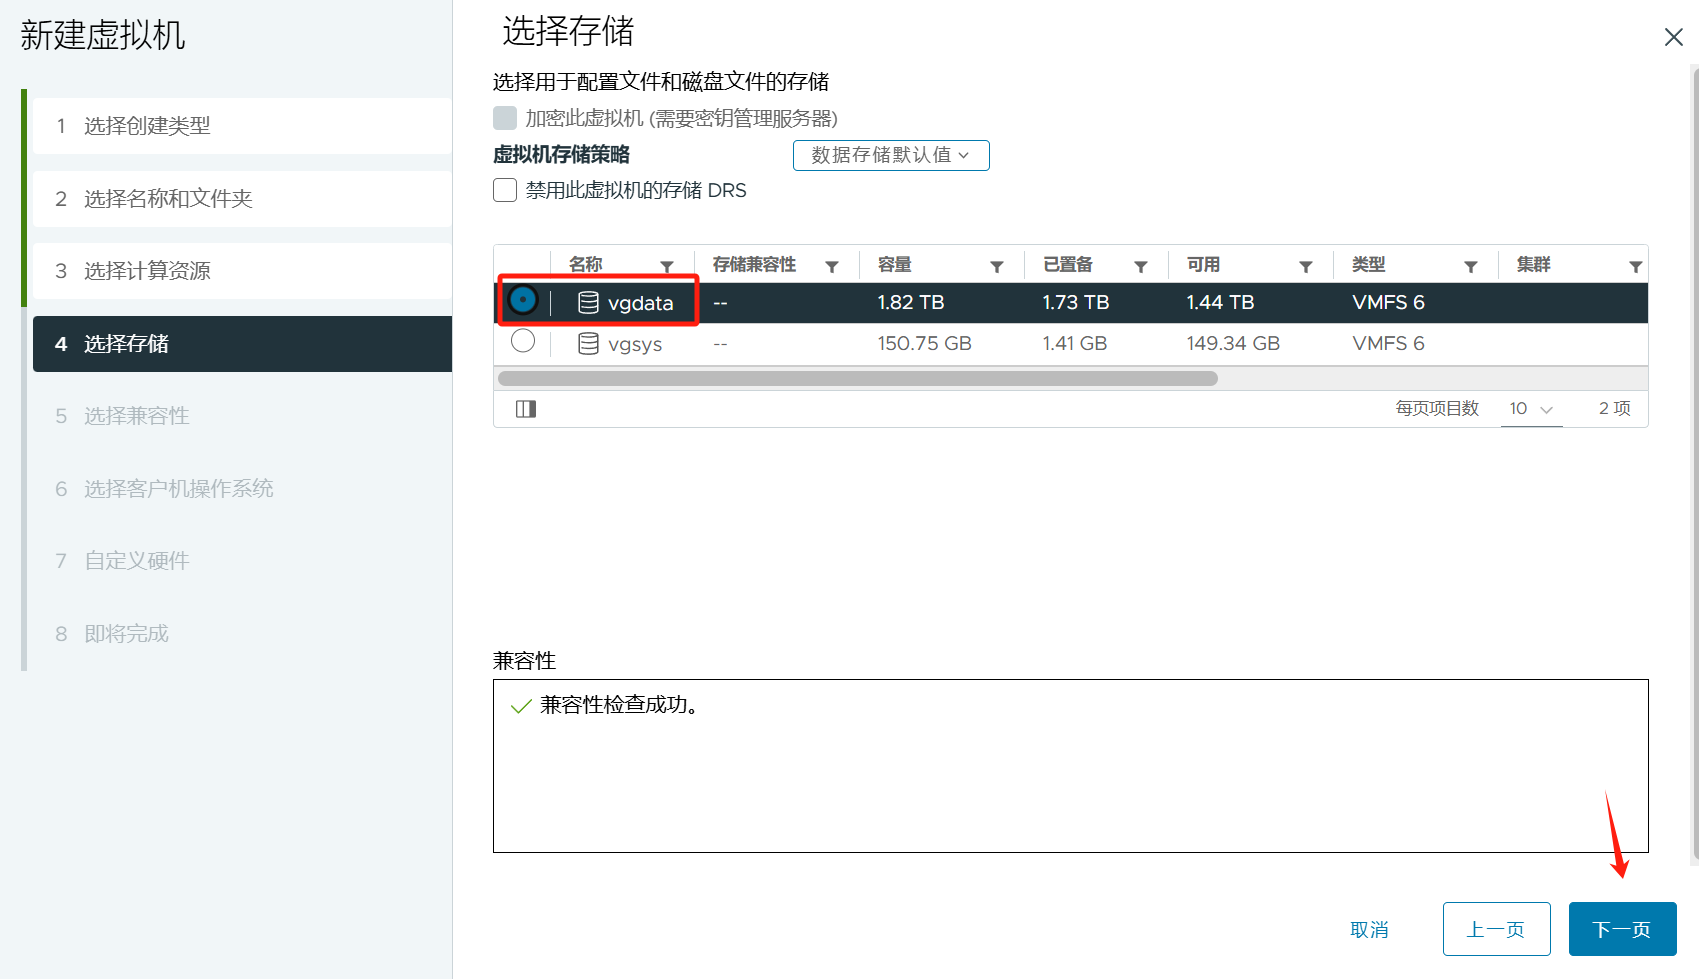 新建虚拟机
1 选择创建类型
2 选择名称和文件夹
3 选择计算资源
4 选择存储
5 选择兼容性
6 选择客户机操作系统
7 自定义硬件
8 即将完成
选择存储
选择用于配置文件和磁盘文件的存储
加密此虚拟机 (需要密钥管理服务器)
虚拟机存储策略 数据存储默认值
禁用此虚拟机的存储 DRS
名称 存储兼容性 容量 已置备 可用 类型 集群
vgdata -- 1.82 TB 1.73 TB 1.44 TB VMFS 6
vgsys -- 150.75 GB 1.41 GB 149.34 GB VMFS 6
每页项目数 10 2 项
兼容性
兼容性检查成功。
取消 上一页 下一页